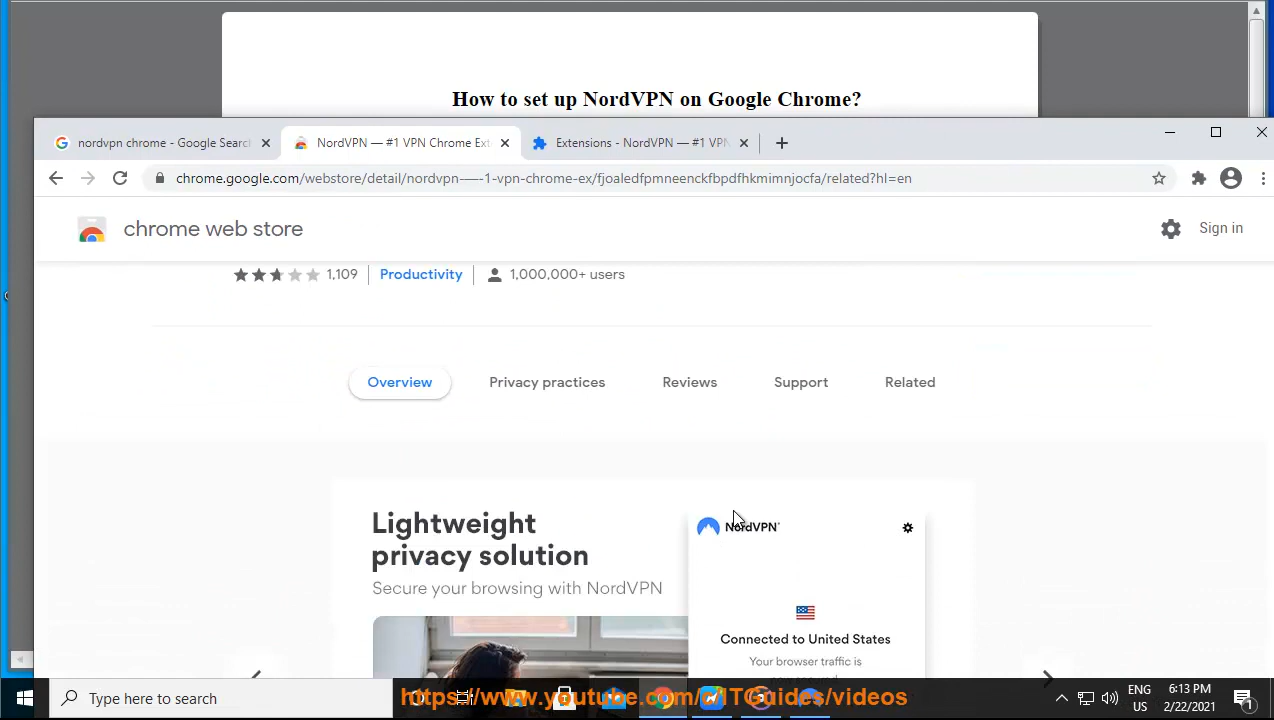 How to set up NordVPN on Google Chrome?
nordvpn chrome - Google Searc
NordVPN — #1 VPN Chrome Ext
Extensions - NordVPN — #1 VPN
chrome.google.com/webstore/detail/nordvpn-—-1-vpn-chrome-ex/fjoaledfpmneenckfbpdfhkmimnjocfa/related?hl=en
chrome web store
Sign in
1,109
Productivity
1,000,000+ users
Overview
Privacy practices
Reviews
Support
Related
Lightweight
privacy solution
Secure your browsing with NordVPN
NordVPN
Connected to United States
Your browser traffic is
Type here to search
https://www.youtube.com/c/ITGuides/videos
ENG
US
6:13 PM
2/22/2021
1